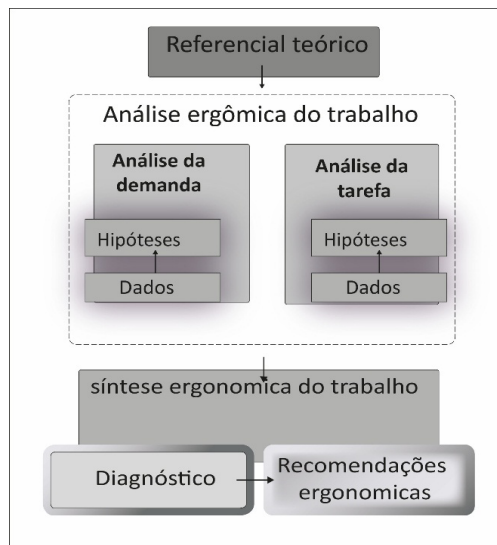 Referencial teórico
Análise ergômica do trabalho
Análise da
demanda
Hipóteses
Dados
Análise da
tarefa
Hipóteses
Dados
síntese ergonomica do trabalho
Diagnóstico
Recomendações
ergonomicas